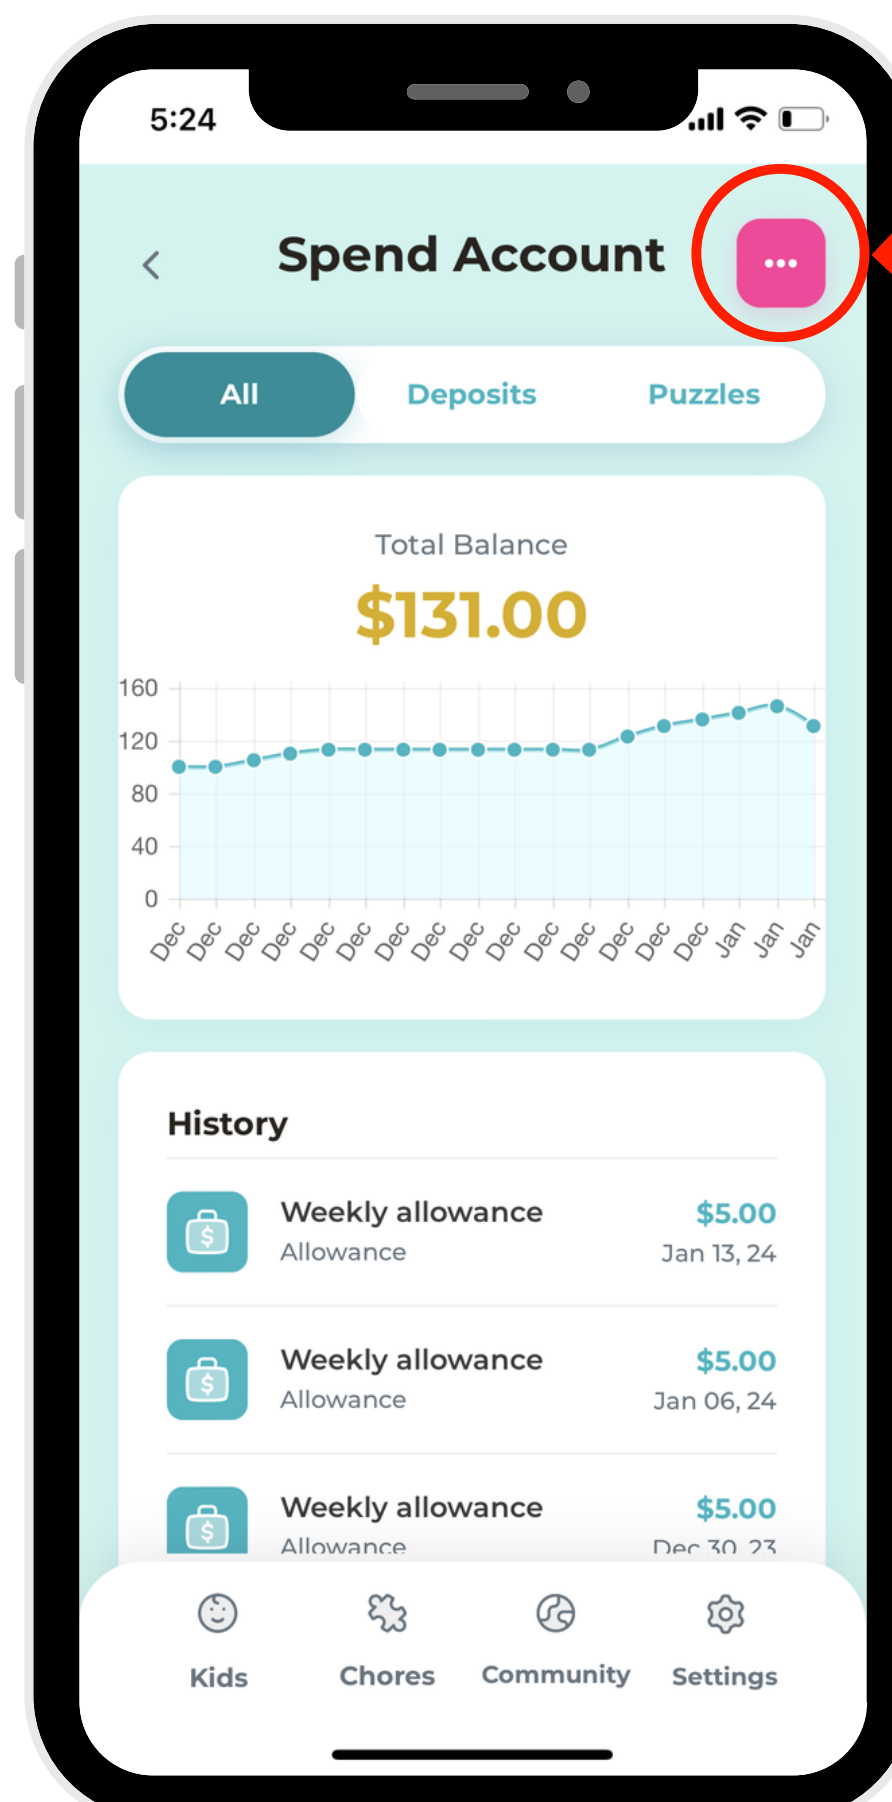 5:24
Spend Account
All Deposits Puzzles
Total Balance
$131.00
160
120
80
40
0
Dec Dec Dec Dec Dec Dec Dec Dec Dec Dec Dec Dec Dec Dec Dec Jan Jan Jan
History
Weekly allowance $5.00
Allowance Jan 13, 24
Weekly allowance $5.00
Allowance Jan 06, 24
Weekly allowance $5.00
Allowance Dec 30, 23
Kids Chores Community Settings